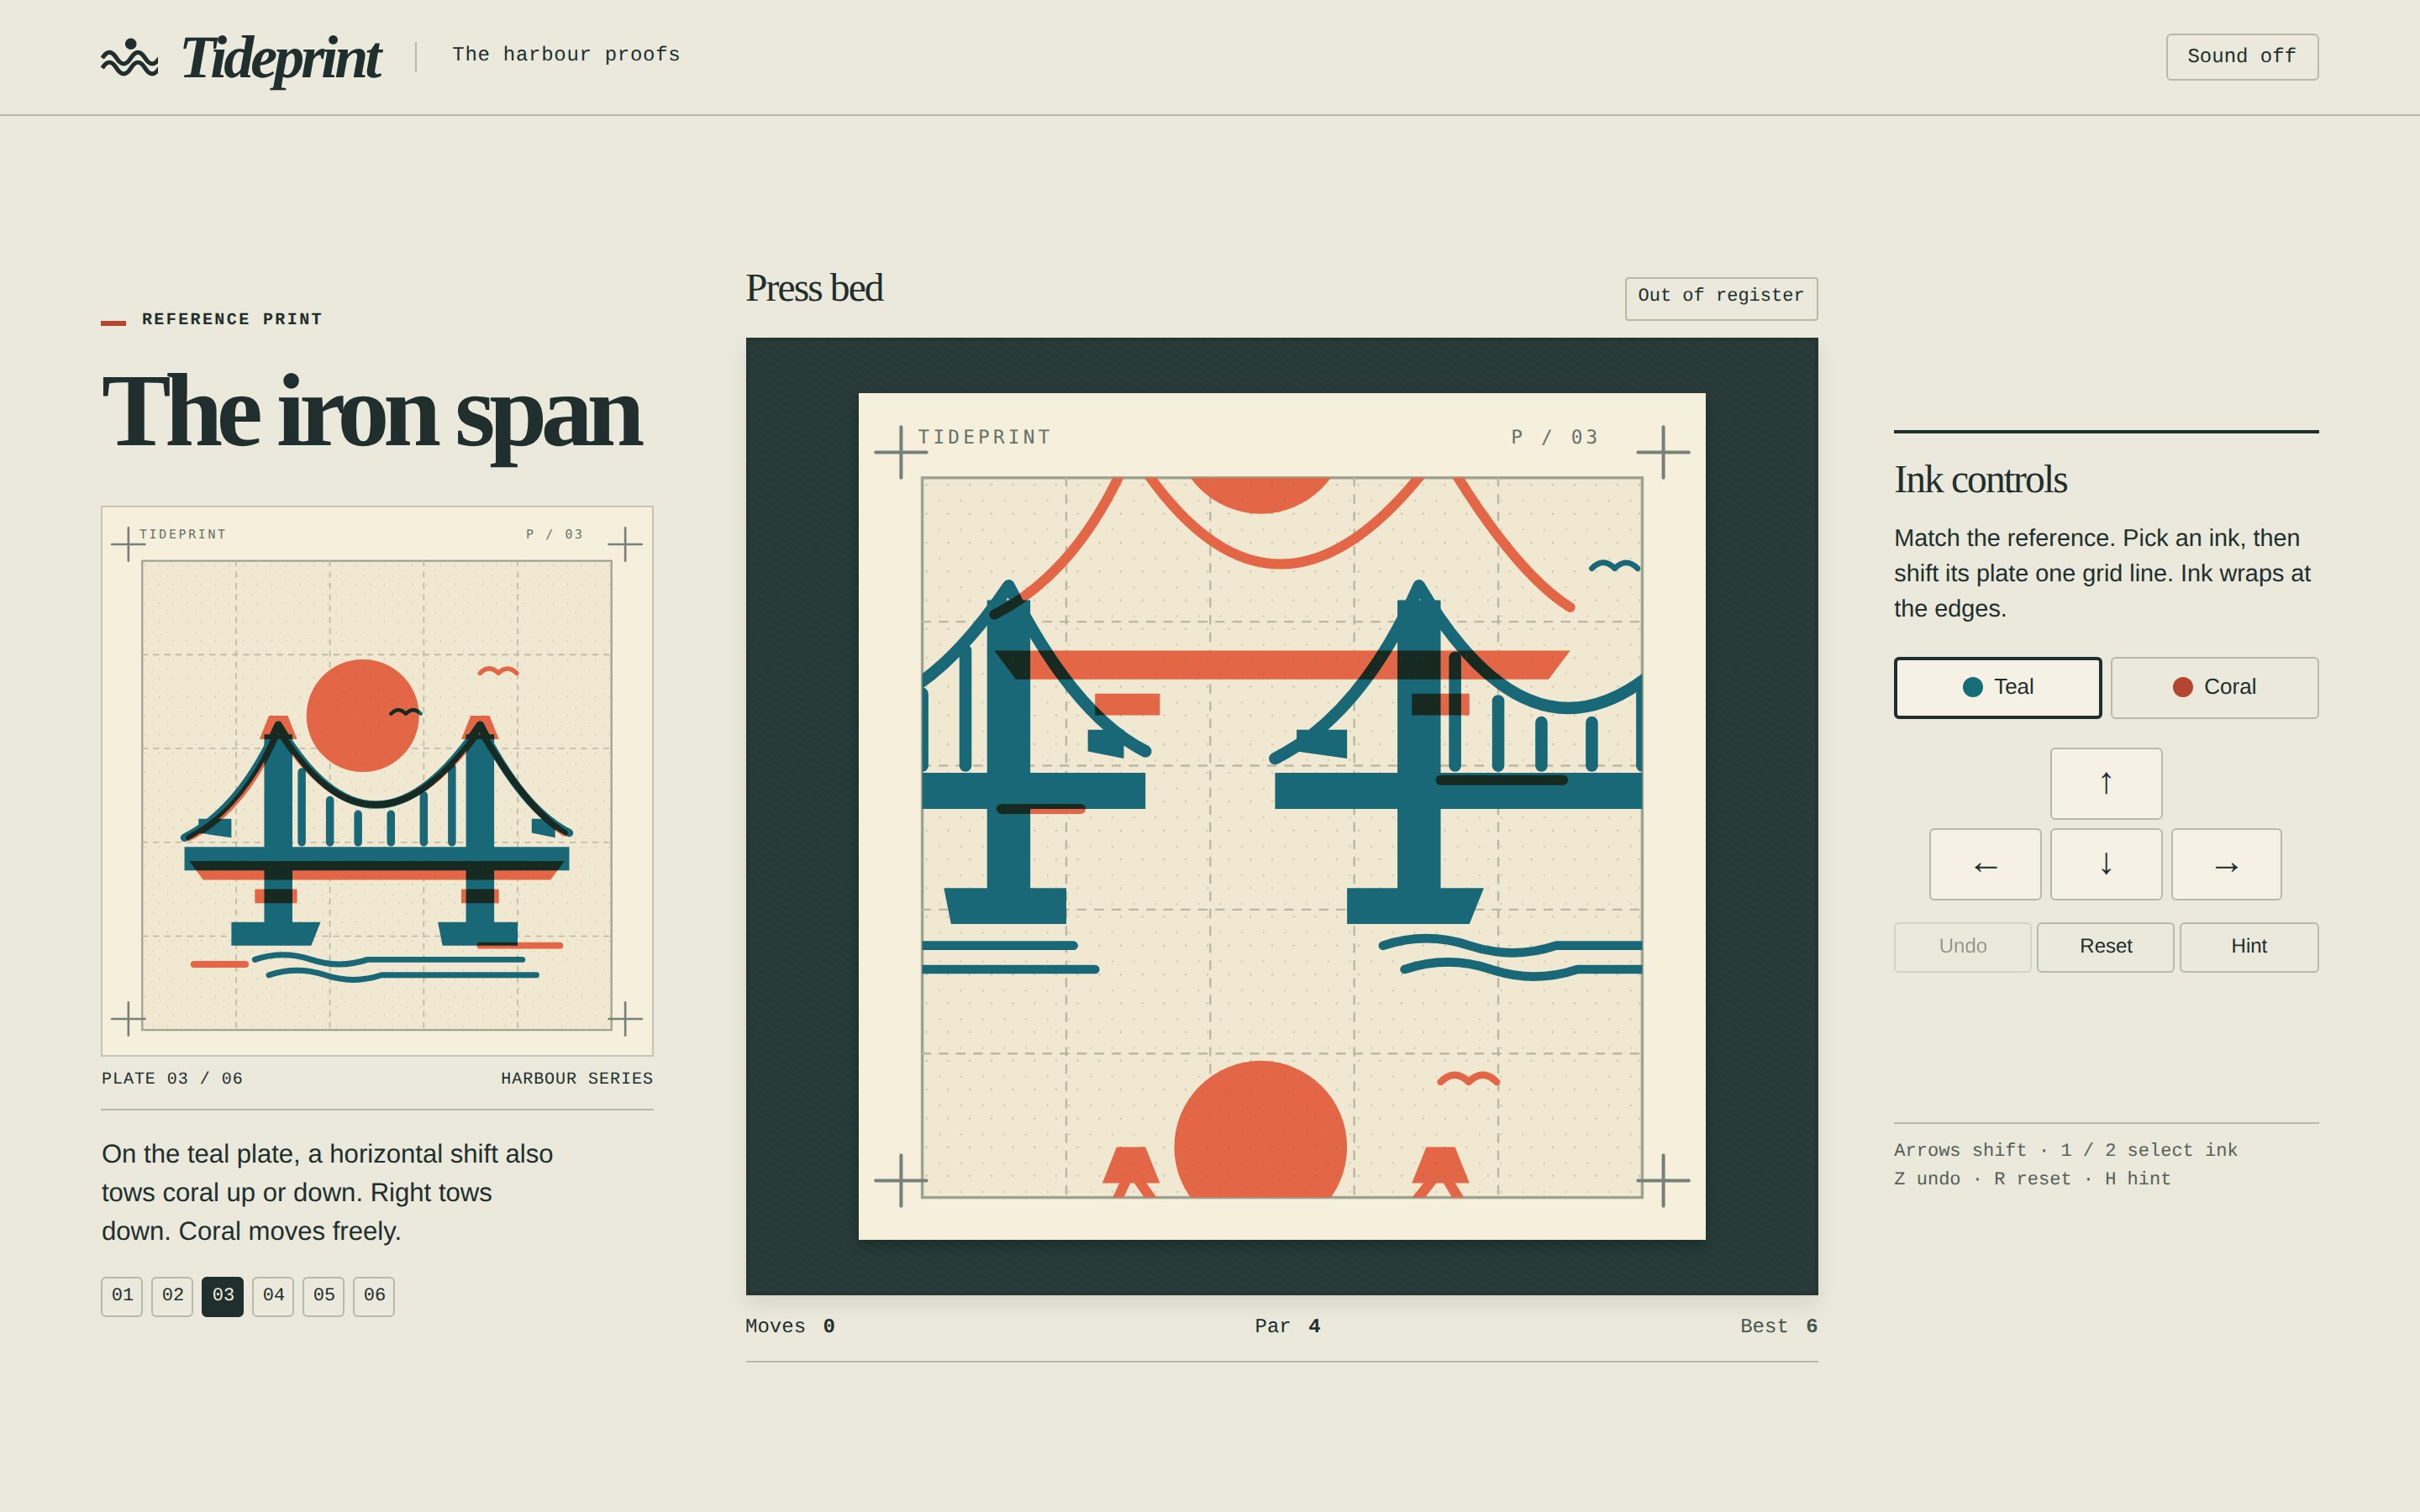 Tideprint
The harbour proofs
Sound off
REFERENCE PRINT
The iron span
TIDEPRINT
P / 03
PLATE 03 / 06
HARBOUR SERIES
On the teal plate, a horizontal shift also
tows coral up or down. Right tows
down. Coral moves freely.
01 02 03 04 05 06
Press bed
Out of register
TIDEPRINT
P / 03
Moves 0
Par 4
Best 6
Ink controls
Match the reference. Pick an ink, then
shift its plate one grid line. Ink wraps at
the edges.
Teal
Coral
↑
← ↓ →
Undo
Reset
Hint
Arrows shift · 1 / 2 select ink
Z undo · R reset · H hint